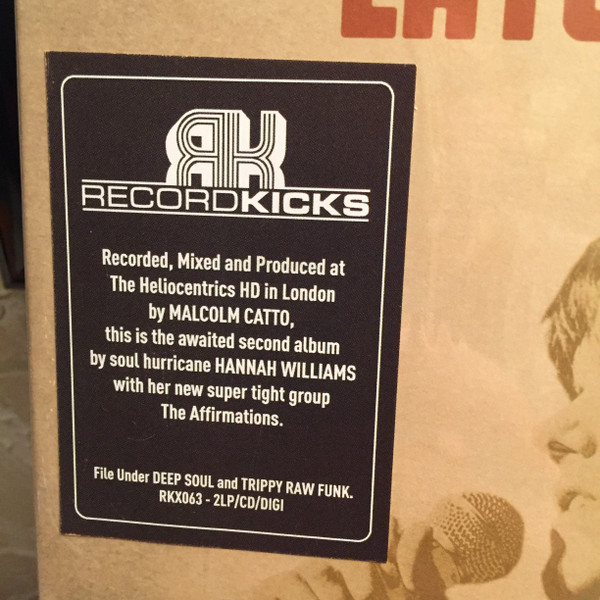 RK
RECORDKICKS
Recorded, Mixed and Produced at
The Heliocentrics HD in London
by MALCOLM CATTO,
this is the awaited second album
by soul hurricane HANNAH WILLIAMS
with her new super tight group
The Affirmations.
File Under DEEP SOUL and TRIPPY RAW FUNK.
RKX063 - 2LP/CD/DIGI